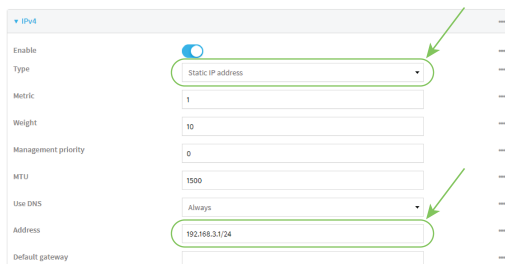 ▼ IPv4
Enable
Type Static IP address
Metric 1
Weight 10
Management priority 0
MTU 1500
Use DNS Always
Address 192.168.3.1/24
Default gateway